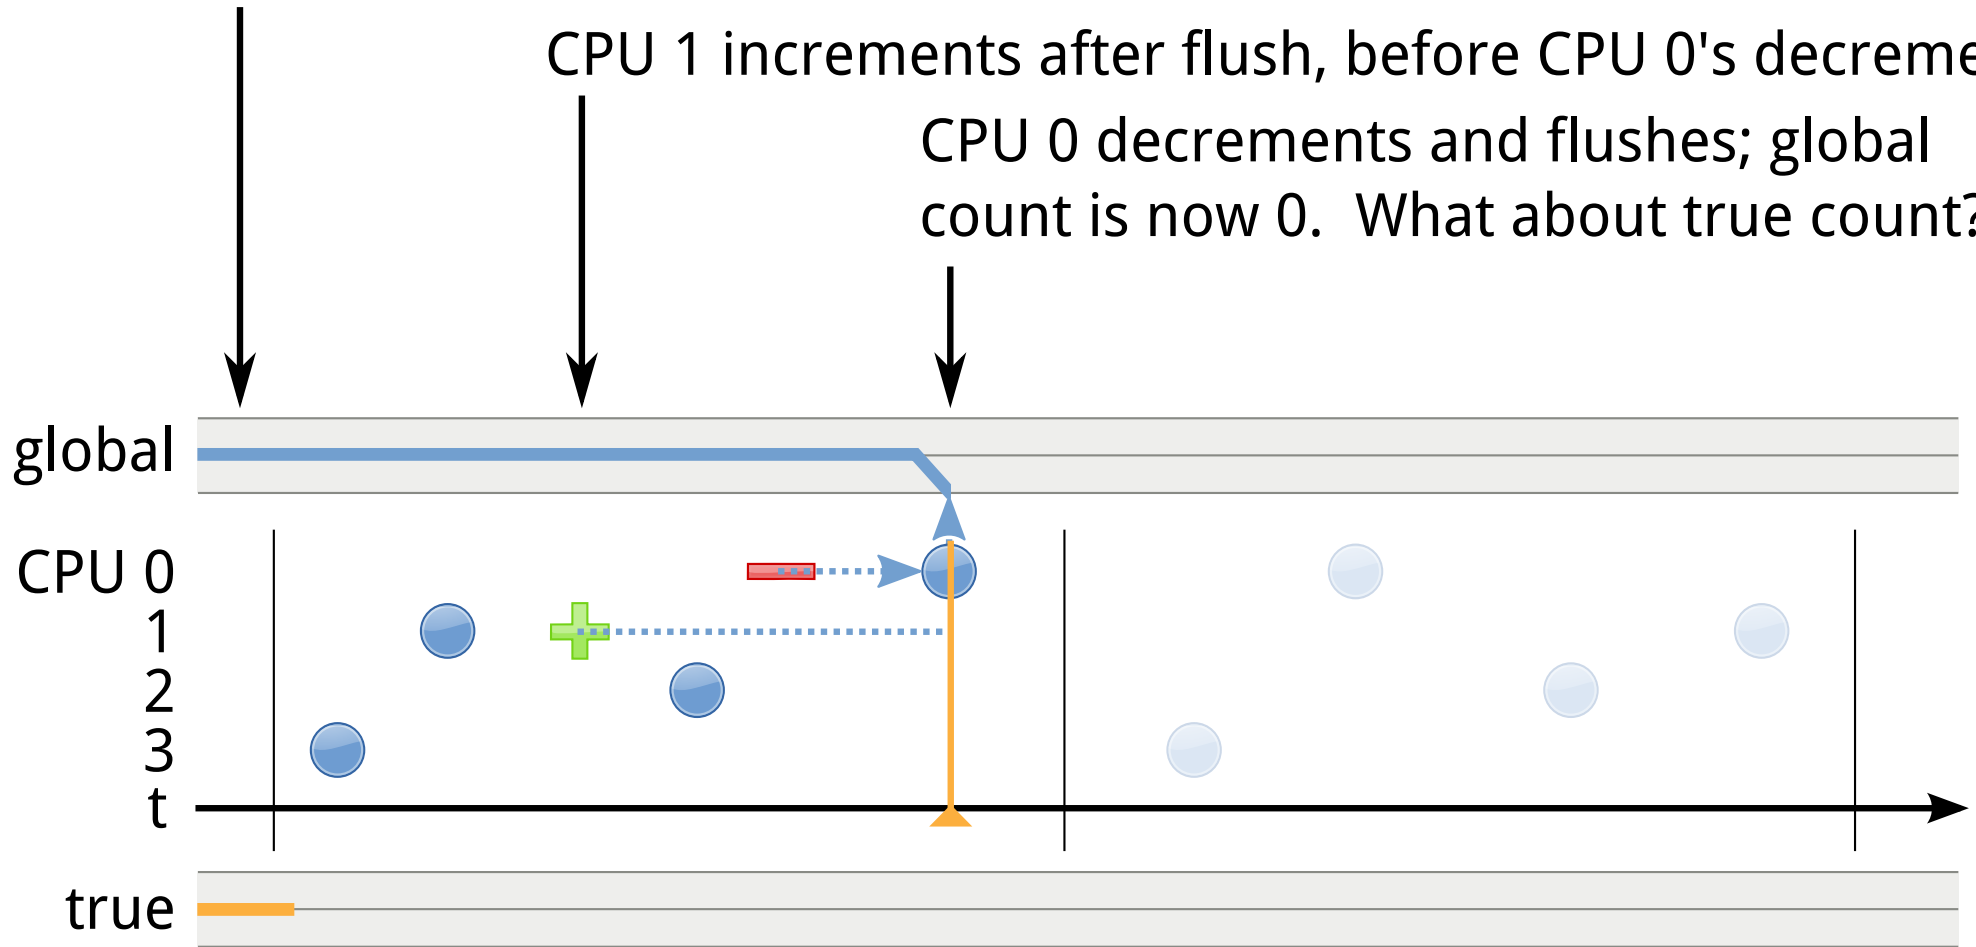 CPU 1 increments after flush, before CPU 0's decreme
CPU 0 decrements and flushes; global
count is now 0.  What about true count?
global
CPU 0
1
2
3
t
true